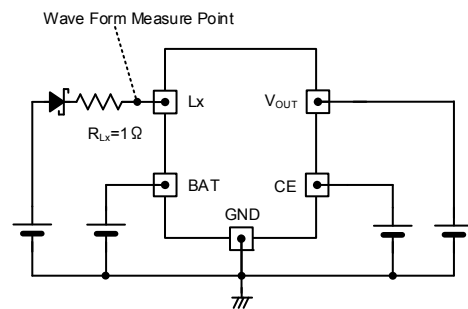 Wave Form Measure Point
Lx
VOUT
RLx=1Ω
BAT
CE
GND